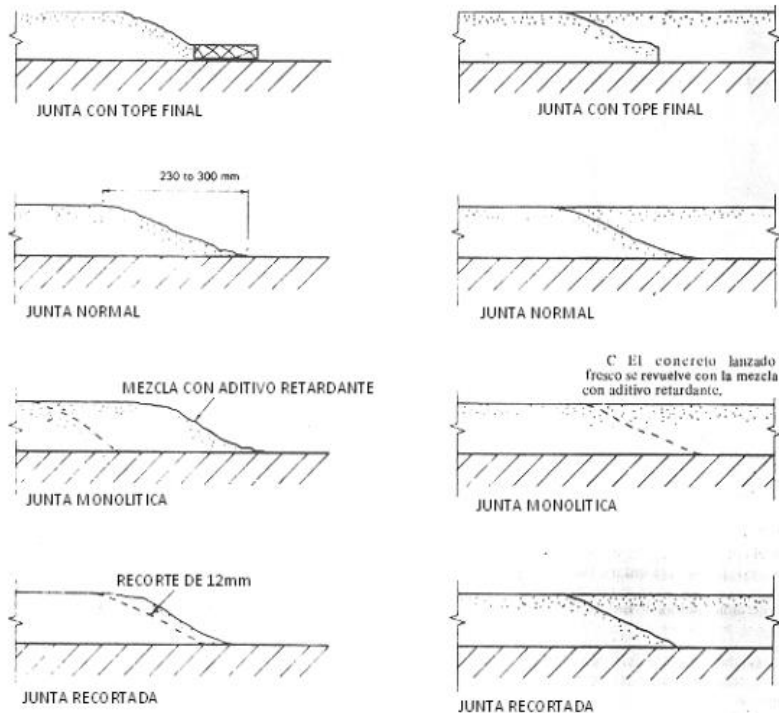 JUNTA CON TOPE FINAL
JUNTA CON TOPE FINAL
230 to 300 mm
JUNTA NORMAL
JUNTA NORMAL
MEZCLA CON ADITIVO RETARDANTE
JUNTA MONOLITICA
C El concreto lanzado
fresco se revuelve con la mezcla
con aditivo retardante.
JUNTA MONOLITICA
RECORTE DE 12mm
JUNTA RECORTADA
JUNTA RECORTADA